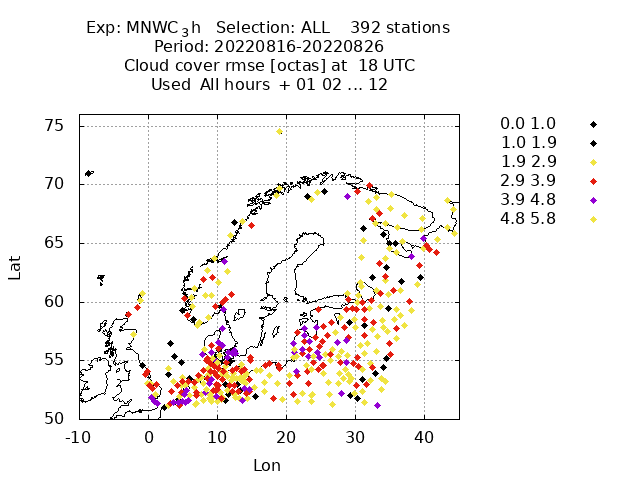 Exp: MNWC_3h   Selection: ALL    392 stations
Period: 20220816-20220826
Cloud cover rmse [octas] at  18 UTC
Used  All hours  + 01 02 ... 12
0.0 1.0
1.0 1.9
1.9 2.9
2.9 3.9
3.9 4.8
4.8 5.8
75
70
65
60
55
50
Lat
-10 0 10 20 30 40
Lon